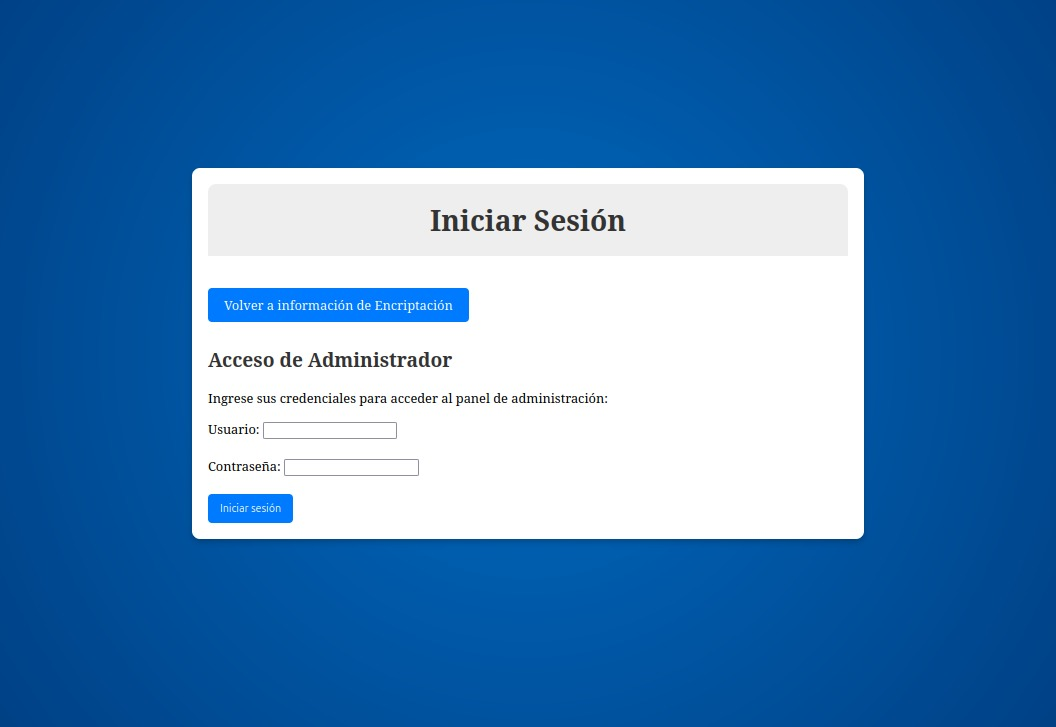 Iniciar Sesión
Volver a información de Encriptación
Acceso de Administrador
Ingrese sus credenciales para acceder al panel de administración:
Usuario:
Contraseña:
Iniciar sesión